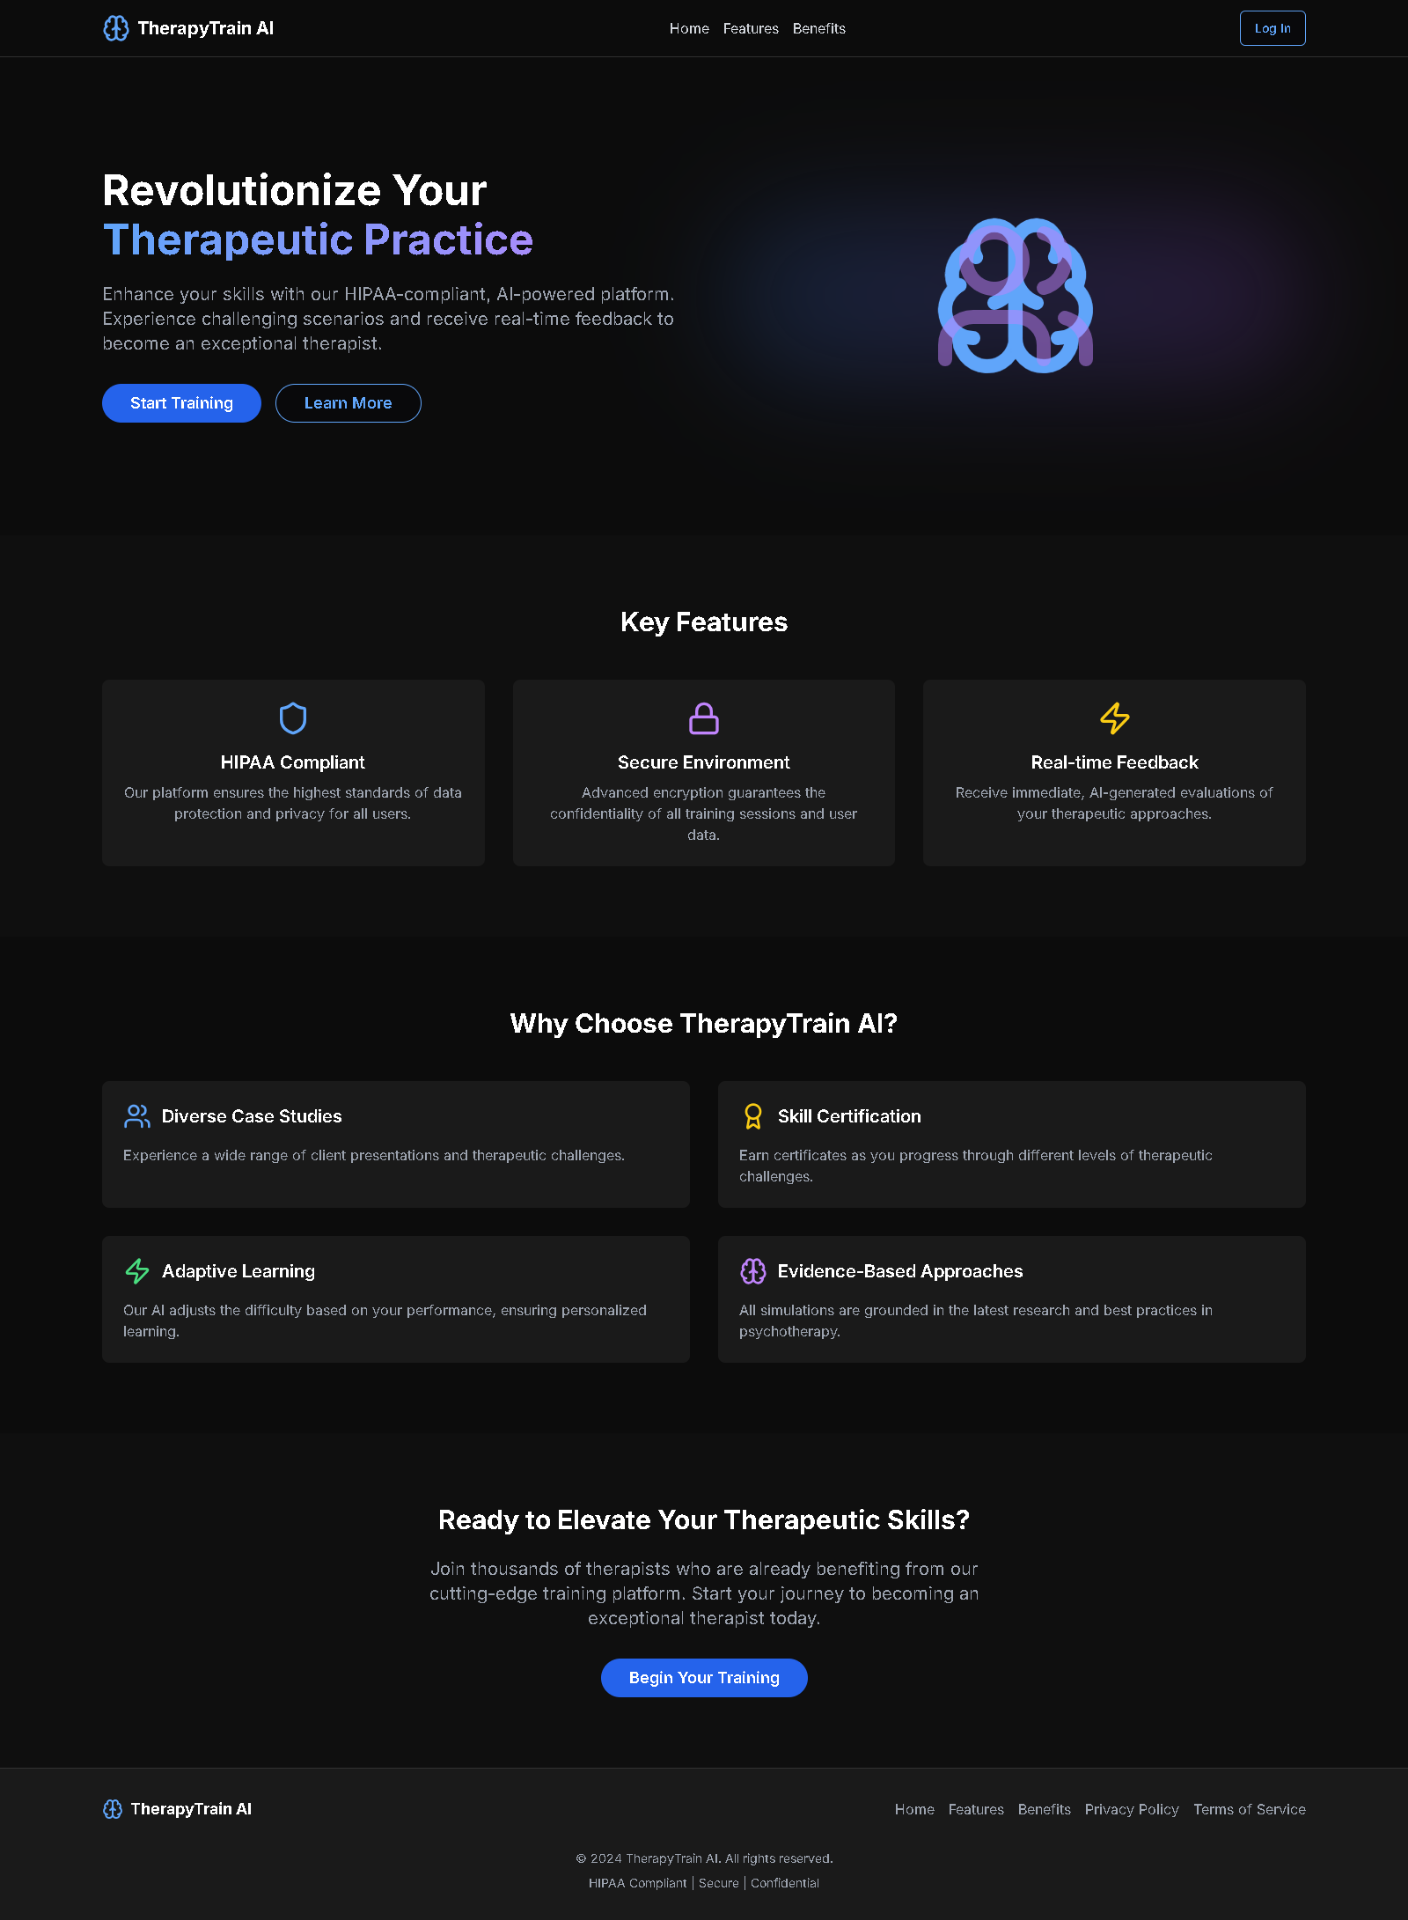 TherapyTrain AI
Home Features Benefits
Log In
Revolutionize Your
Therapeutic Practice
Enhance your skills with our HIPAA-compliant, AI-powered platform.
Experience challenging scenarios and receive real-time feedback to
become an exceptional therapist.
Start Training
Learn More
Key Features
HIPAA Compliant
Our platform ensures the highest standards of data
protection and privacy for all users.
Secure Environment
Advanced encryption guarantees the
confidentiality of all training sessions and user
data.
Real-time Feedback
Receive immediate, AI-generated evaluations of
your therapeutic approaches.
Why Choose TherapyTrain AI?
Diverse Case Studies
Experience a wide range of client presentations and therapeutic challenges.
Skill Certification
Earn certificates as you progress through different levels of therapeutic
challenges.
Adaptive Learning
Our AI adjusts the difficulty based on your performance, ensuring personalized
learning.
Evidence-Based Approaches
All simulations are grounded in the latest research and best practices in
psychotherapy.
Ready to Elevate Your Therapeutic Skills?
Join thousands of therapists who are already benefiting from our
cutting-edge training platform. Start your journey to becoming an
exceptional therapist today.
Begin Your Training
TherapyTrain AI
Home Features Benefits Privacy Policy Terms of Service
© 2024 TherapyTrain AI. All rights reserved.
HIPAA Compliant | Secure | Confidential